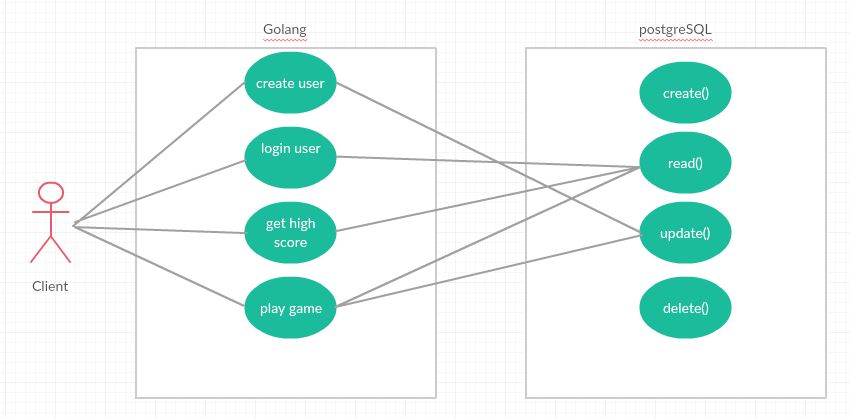 Golang
postgreSQL
create user
login user
get high
score
play game
Client
create()
read()
update()
delete()